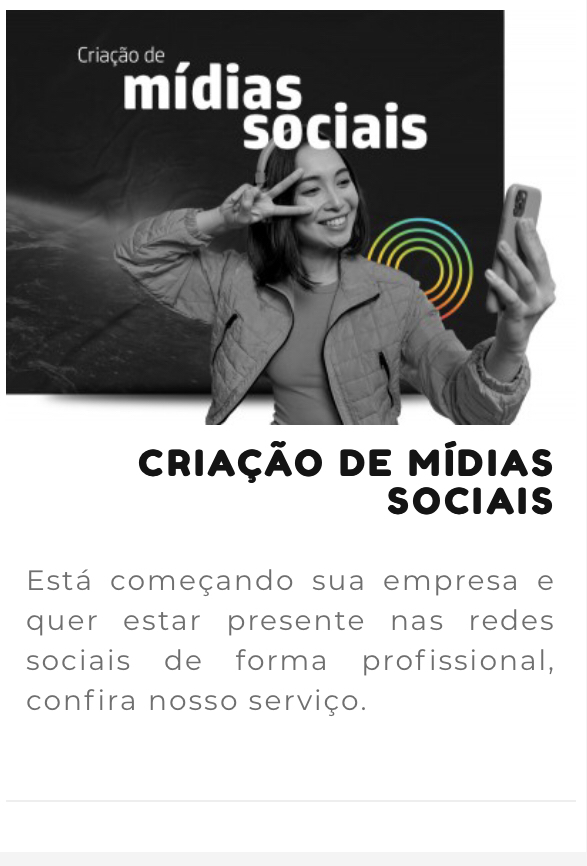 Criação de
mídias
sociais
CRIAÇÃO DE MÍDIAS
SOCIAIS
Está começando sua empresa e
quer estar presente nas redes
sociais de forma profissional,
confira nosso serviço.